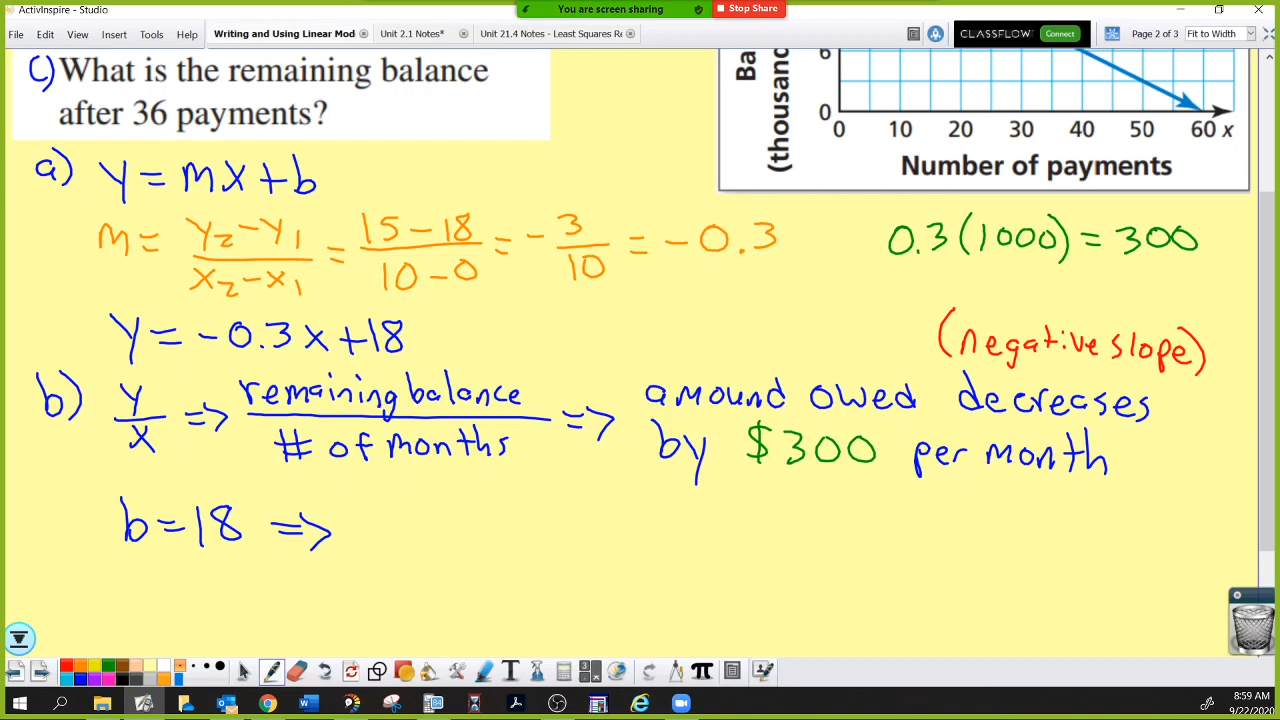 ActivInspire - Studio
You are screen sharing
Stop Share
File Edit View Insert Tools Help
Writing and Using Linear Mod
Unit 2.1 Notes*
Unit 21.4 Notes - Least Squares Re
CLASSFLOW Connect
Page 2 of 3
Fit to Width
c) What is the remaining balance
after 36 payments?
Ba
(thousand
6
0
0 10 20 30 40 50 60 x
Number of payments
a) y = mx + b
m = y₂ - y₁ / x₂ - x₁ = 15 - 18 / 10 - 0 = - 3/10 = - 0.3
0.3(1000) = 300
y = -0.3x + 18
(negative slope)
b) y/x => remaining balance / # of months => amound owed decreases
by $300 per month
b = 18 =>
8:59 AM
9/22/2020